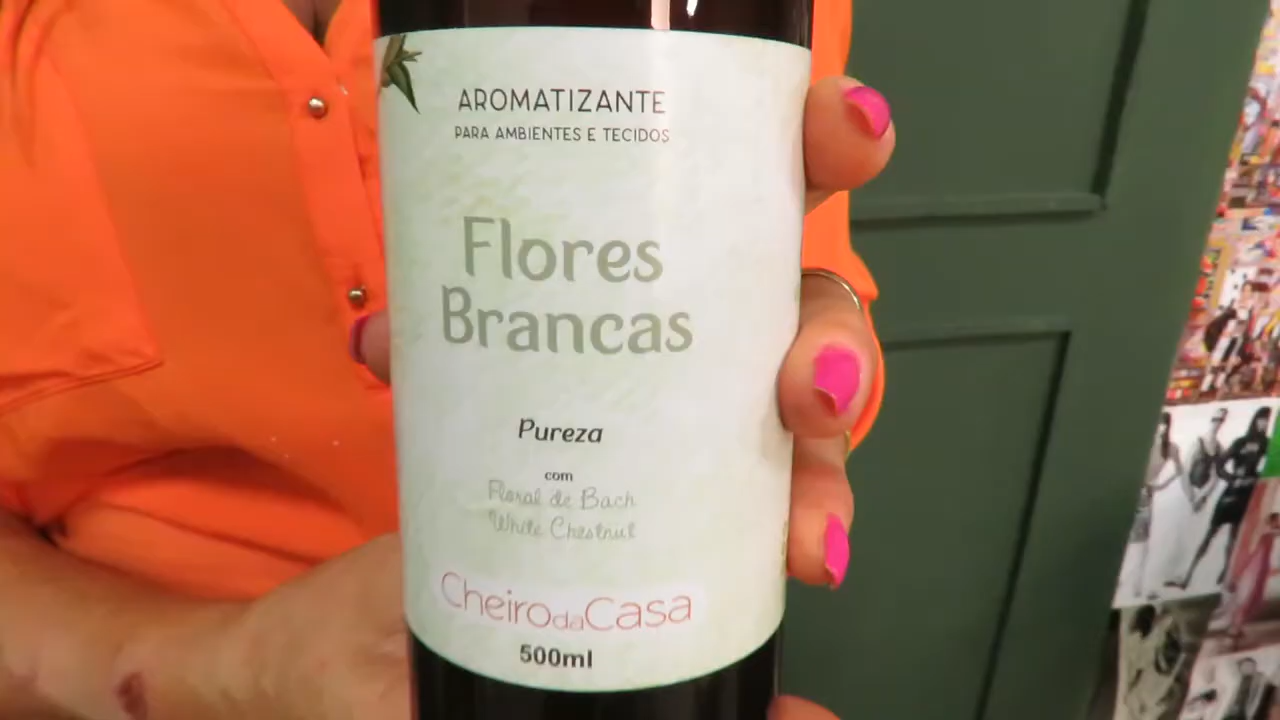 AROMATIZANTE
PARA AMBIENTES E TECIDOS
Flores
Brancas
Pureza
com
Floral de Bach
White Chestnut
CheirodaCasa
500ml